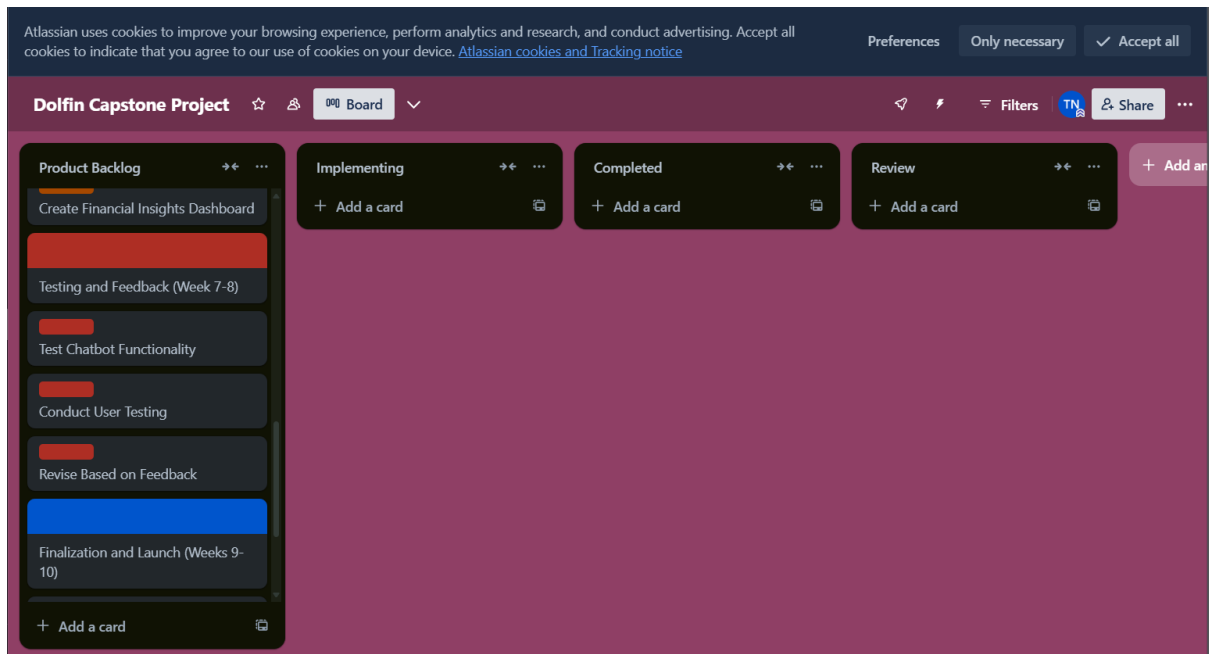 Atlassian uses cookies to improve your browsing experience, perform analytics and research, and conduct advertising. Accept all
cookies to indicate that you agree to our use of cookies on your device. Atlassian cookies and Tracking notice
Preferences
Only necessary
Accept all
Dolfin Capstone Project
Board
Filters
TN
Share
Product Backlog
Create Financial Insights Dashboard
Testing and Feedback (Week 7-8)
Test Chatbot Functionality
Conduct User Testing
Revise Based on Feedback
Finalization and Launch (Weeks 9-
10)
Add a card
Implementing
Add a card
Completed
Add a card
Review
Add a card
Add an